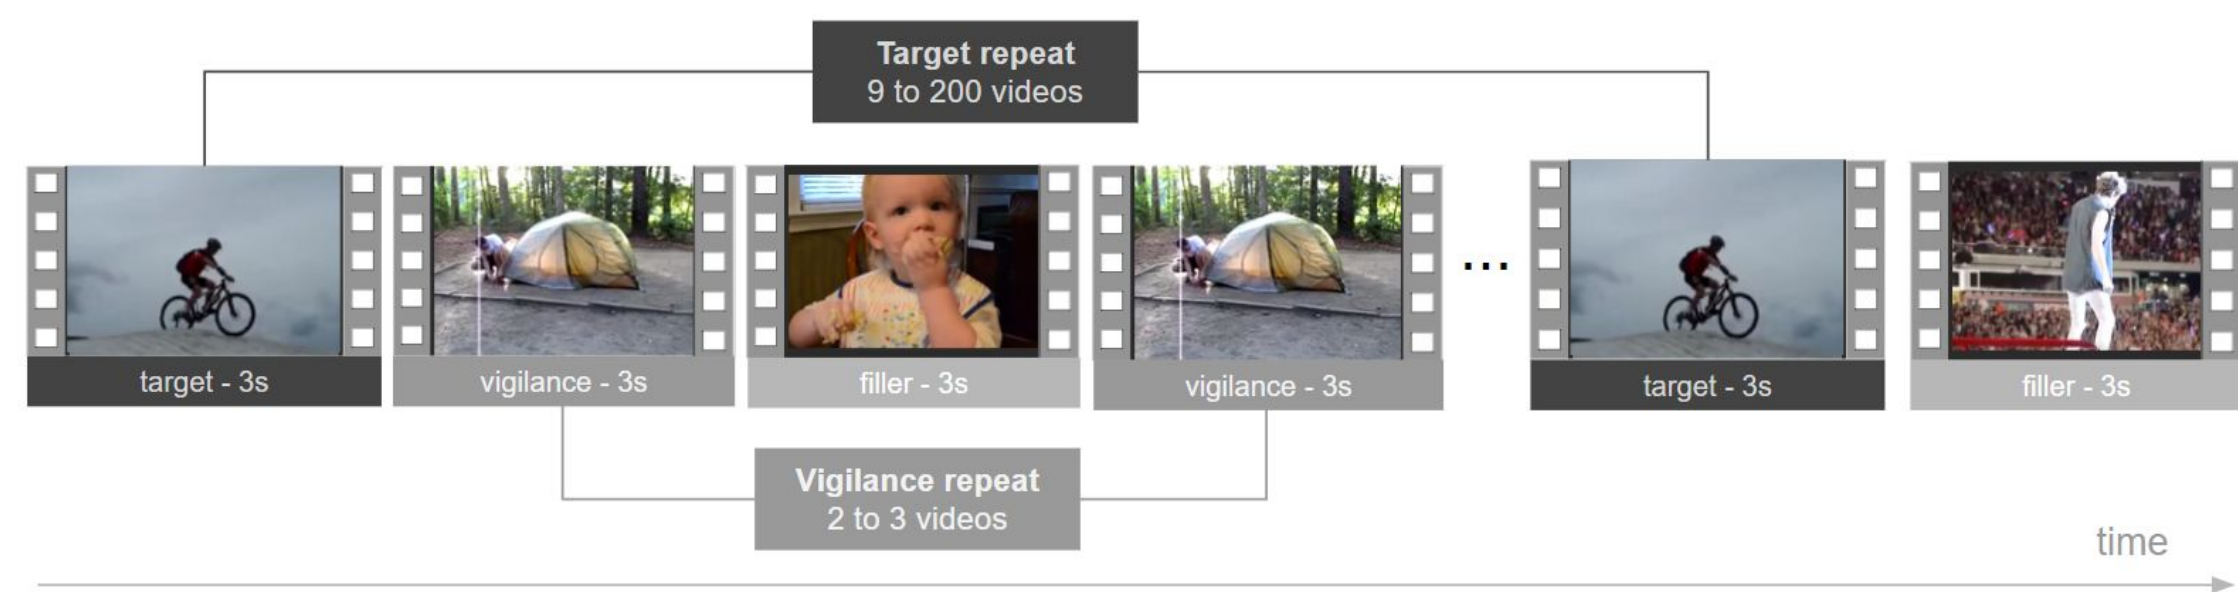 Target repeat
9 to 200 videos
target - 3s
vigilance - 3s
filler - 3s
vigilance - 3s
...
target - 3s
filler - 3s
Vigilance repeat
2 to 3 videos
time